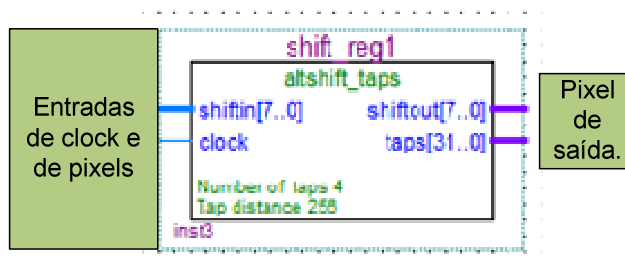 shift_reg1
altshift_taps
Entradas
de clock e
de pixels
shiftin[7..0]
shiftout[7..0]
clock
taps[31..0]
Number of taps 4
Tap distance 258
inst3
Pixel
de
saída.